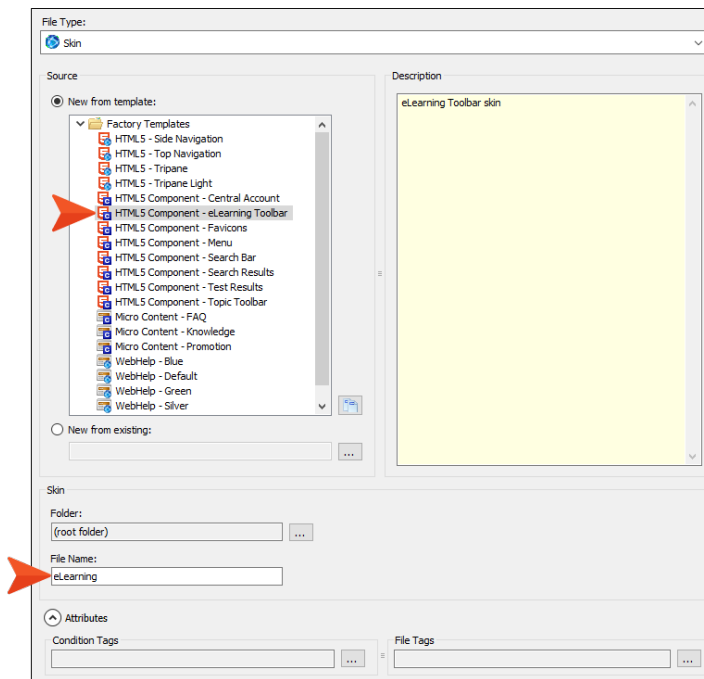 File Type:
Skin
Source
New from template:
Factory Templates
HTML5 - Side Navigation
HTML5 - Top Navigation
HTML5 - Tripane
HTML5 - Tripane Light
HTML5 Component - Central Account
HTML5 Component - eLearning Toolbar
HTML5 Component - Favicons
HTML5 Component - Menu
HTML5 Component - Search Bar
HTML5 Component - Search Results
HTML5 Component - Test Results
HTML5 Component - Topic Toolbar
Micro Content - FAQ
Micro Content - Knowledge
Micro Content - Promotion
WebHelp - Blue
WebHelp - Default
WebHelp - Green
WebHelp - Silver
New from existing:
...
Description
eLearning Toolbar skin
Skin
Folder:
(root folder)
...
File Name:
eLearning
Attributes
Condition Tags
...
File Tags
...